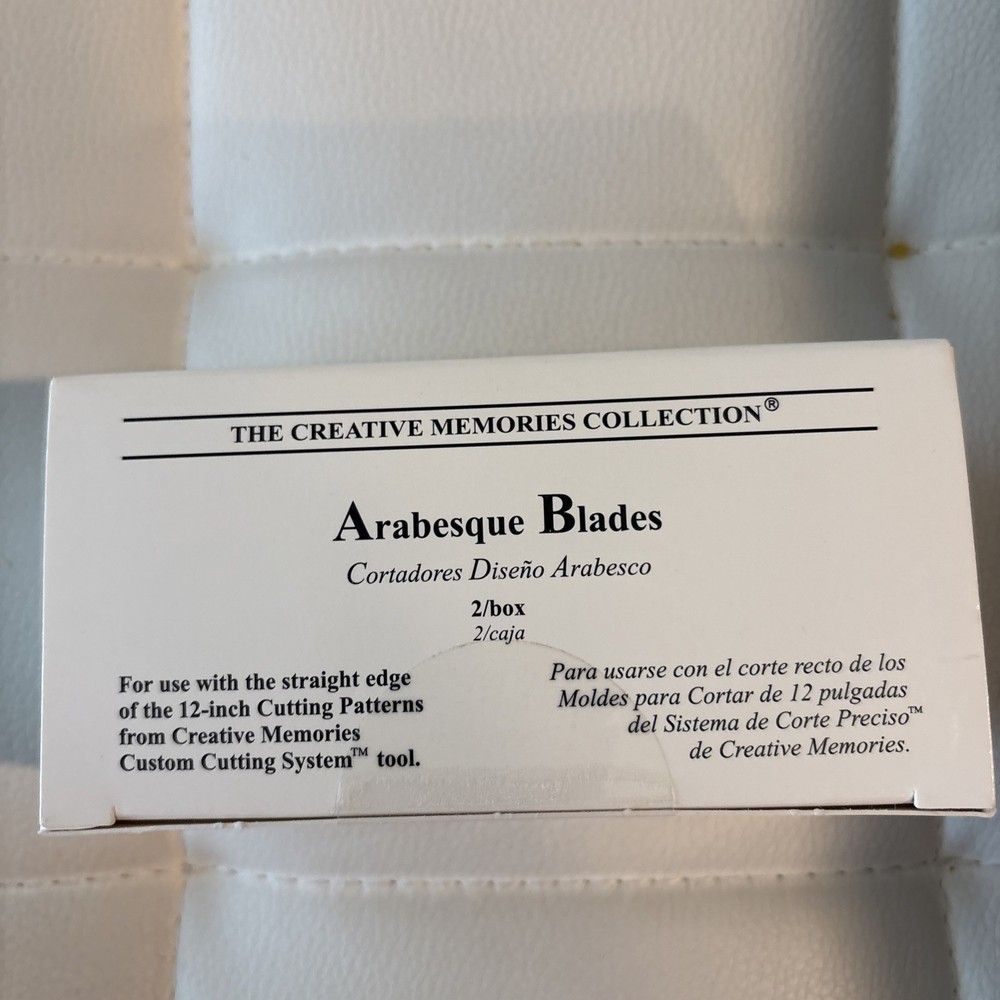 THE CREATIVE MEMORIES COLLECTION®
Arabesque Blades
Cortadores Diseño Arabesco
2/box
2/caja
For use with the straight edge
of the 12-inch Cutting Patterns
from Creative Memories
Custom Cutting System™ tool.
Para usarse con el corte recto de los
Moldes para Cortar de 12 pulgadas
del Sistema de Corte Preciso™
de Creative Memories.